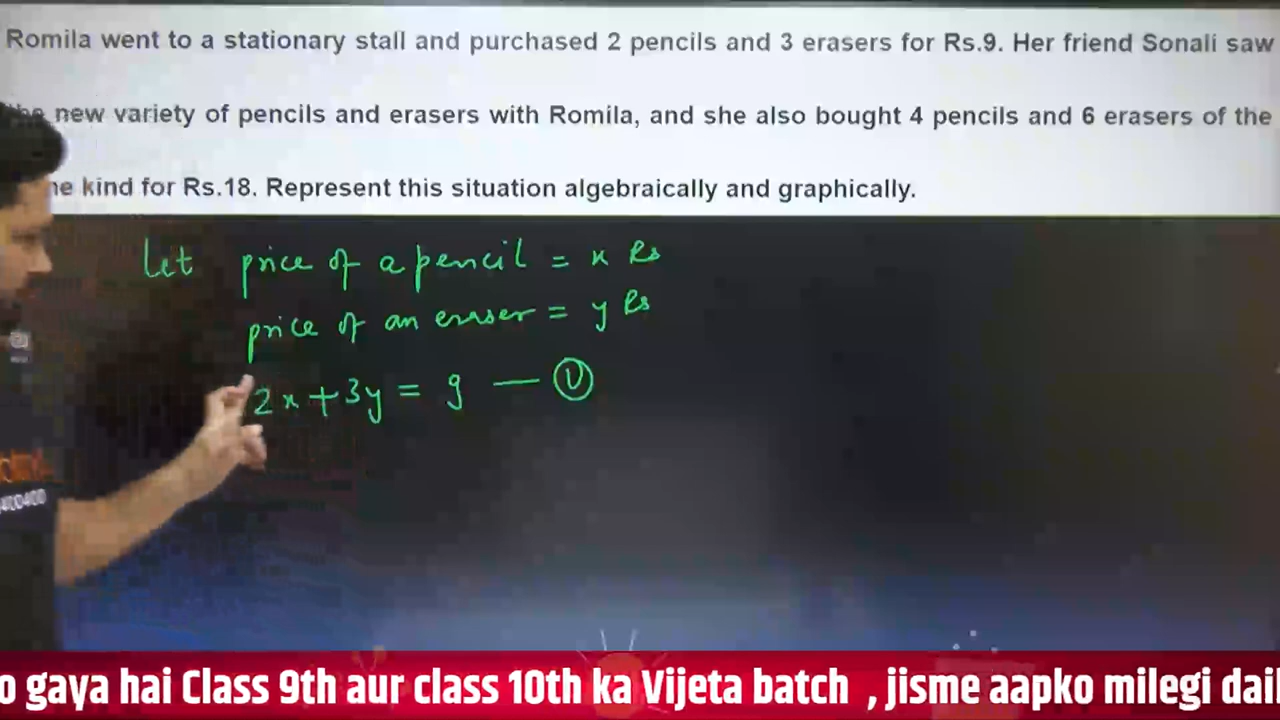 Romila went to a stationary stall and purchased 2 pencils and 3 erasers for Rs.9. Her friend Sonali saw
new variety of pencils and erasers with Romila, and she also bought 4 pencils and 6 erasers of the
kind for Rs.18. Represent this situation algebraically and graphically.
Let price of a pencil = x Rs
price of an eraser = y Rs
2x + 3y = 9 — ①
o gaya hai Class 9th aur class 10th ka Vijeta batch , jisme aapko milegi dail